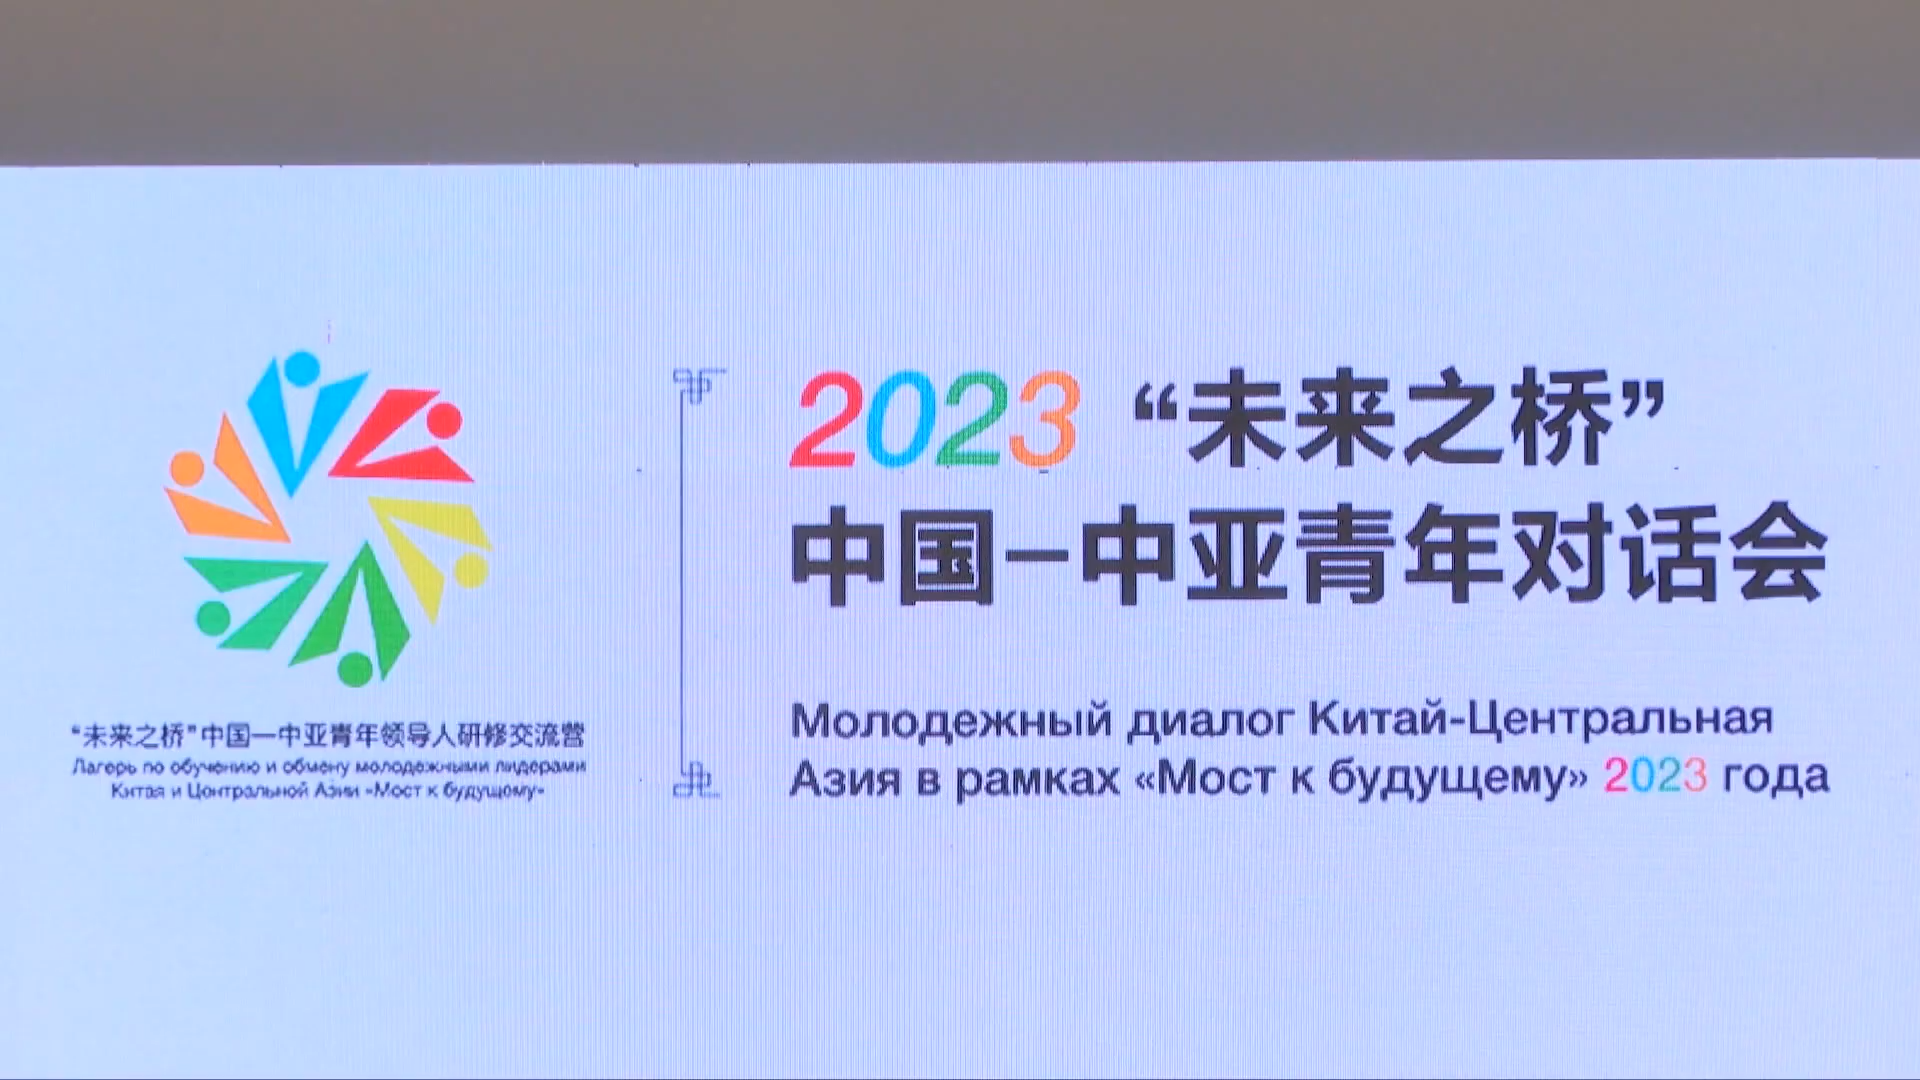 2023 “未来之桥”
中国—中亚青年对话会
Молодежный диалог Китай-Центральная
Азия в рамках «Мост к будущему» 2023 года
“未来之桥”中国—中亚青年领导人研修交流营
Лагерь по обучению и обмену молодежными лидерами
Китая и Центральной Азии «Мост к будущему»